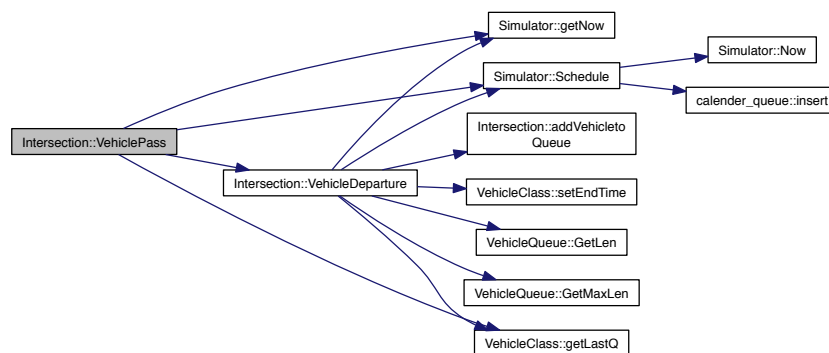 Simulator::getNow
Simulator::Now
Simulator::Schedule
calender_queue::insert
Intersection::addVehicleto
Queue
Intersection::VehiclePass
Intersection::VehicleDeparture
VehicleClass::setEndTime
VehicleQueue::GetLen
VehicleQueue::GetMaxLen
VehicleClass::getLastQ